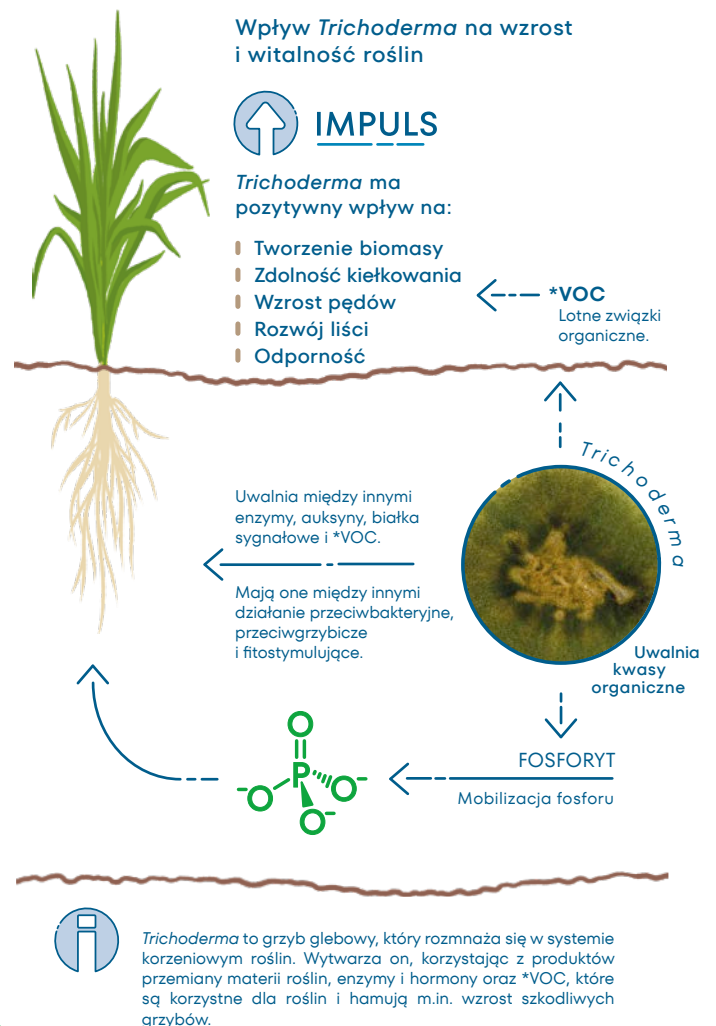 Wpływ Trichoderma na wzrost
i witalność roślin
IMPULS
Trichoderma ma
pozytywny wpływ na:
Tworzenie biomasy
Zdolność kiełkowania
Wzrost pędów
Rozwój liści
Odporność
*VOC
Lotne związki
organiczne.
Trichoderma
Uwalnia między innymi
enzymy, auksyny, białka
sygnałowe i *VOC.
Mają one między innymi
działanie przeciwbakteryjne,
przeciwgrzybicze
i fitostymulujące.
Uwalnia
kwasy
organiczne
FOSFORYT
Mobilizacja fosforu
O
P
⁻O
O⁻
O⁻
i
Trichoderma to grzyb glebowy, który rozmnaża się w systemie
korzeniowym roślin. Wytwarza on, korzystając z produktów
przemiany materii roślin, enzymy i hormony oraz *VOC, które
są korzystne dla roślin i hamują m.in. wzrost szkodliwych
grzybów.